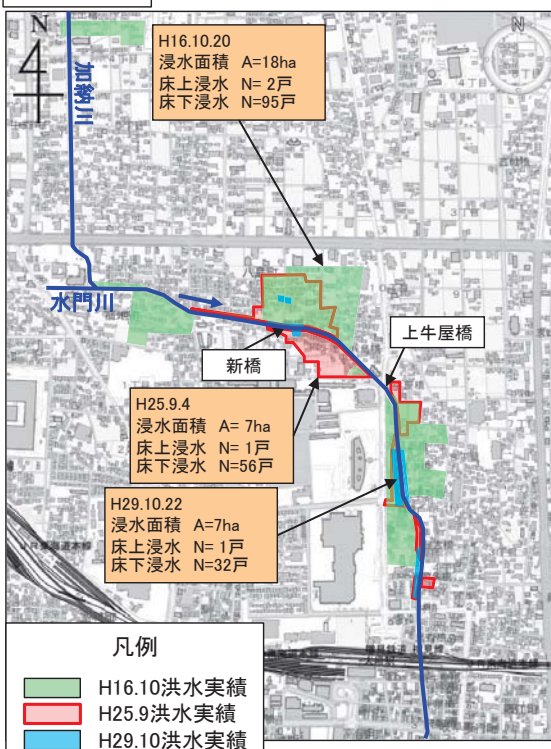 N
N
H16.10.20
浸水面積 A=18ha
床上浸水 N= 2戸
床下浸水 N=95戸
加納川
水門川
上牛屋橋
新橋
H25.9.4
浸水面積 A= 7ha
床上浸水 N= 1戸
床下浸水 N=56戸
H29.10.22
浸水面積 A=7ha
床上浸水 N= 1戸
床下浸水 N=32戸
凡例
H16.10洪水実績
H25.9洪水実績
H29.10洪水実績